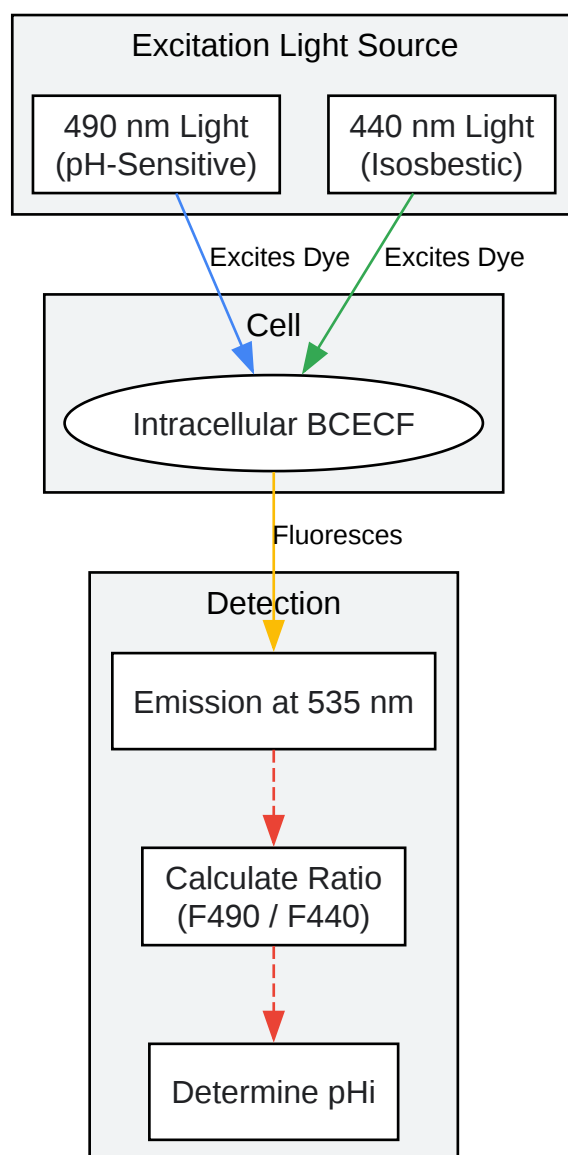 Excitation Light Source
490 nm Light
(pH-Sensitive)
440 nm Light
(Isosbestic)
Excites Dye
Excites Dye
Cell
Intracellular BCECF
Fluoresces
Detection
Emission at 535 nm
Calculate Ratio
(F490 / F440)
Determine pHi